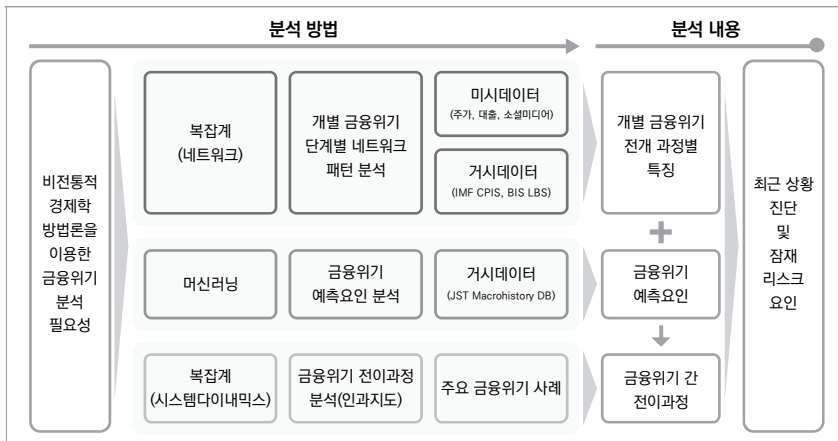 분석 방법
분석 내용
비전통적
경제학
방법론을
이용한
금융위기
분석
필요성
복잡계
(네트워크)
개별 금융위기
단계별 네트워크
패턴 분석
미시데이터
(주가, 대출, 소셜미디어)
거시데이터
(IMF CPIS, BIS LBS)
개별 금융위기
전개 과정별
특징
머신러닝
금융위기
예측요인 분석
거시데이터
(JST Macrohistory DB)
금융위기
예측요인
복잡계
(시스템다이내믹스)
금융위기 전이과정
분석(인과지도)
주요 금융위기 사례
금융위기 간
전이과정
최근 상황
진단
및
잠재
리스크
요인